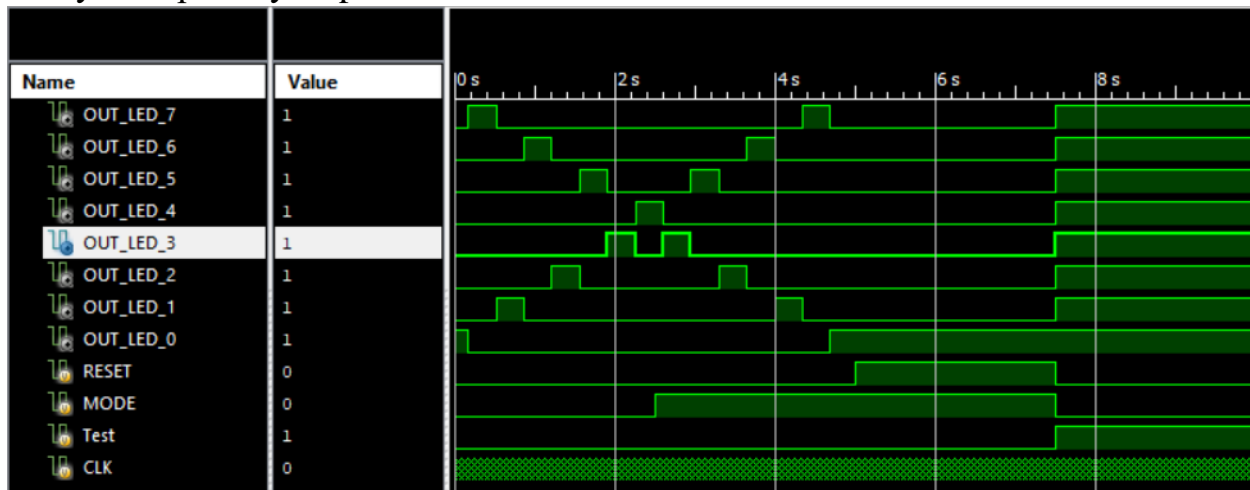 Name Value 0 s 2 s 4 s 6 s 8 s
OUT_LED_7 1
OUT_LED_6 1
OUT_LED_5 1
OUT_LED_4 1
OUT_LED_3 1
OUT_LED_2 1
OUT_LED_1 1
OUT_LED_0 1
RESET 0
MODE 0
Test 1
CLK 0